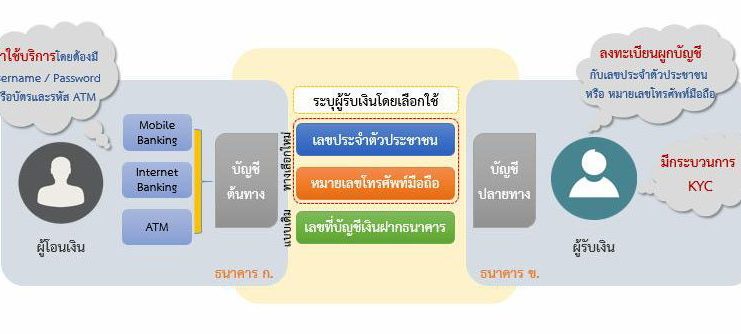 าใช้บริการโดยต้องมี
sername / Password
รือบัตรและรหัส ATM
Mobile
Banking
Internet
Banking
ATM
ผู้โอนเงิน
บัญชี
ต้นทาง
ธนาคาร ก.
ระบุผู้รับเงินโดยเลือกใช้
ทางเลือกใหม่
เลขประจำตัวประชาชน
หมายเลขโทรศัพท์มือถือ
แบบเดิม
เลขที่บัญชีเงินฝากธนาคาร
บัญชี
ปลายทาง
ธนาคาร ข.
ลงทะเบียนผูกบัญชี
กับเลขประจำตัวประชาชน
หรือ หมายเลขโทรศัพท์มือถือ
มีกระบวนการ
KYC
ผู้รับเงิน